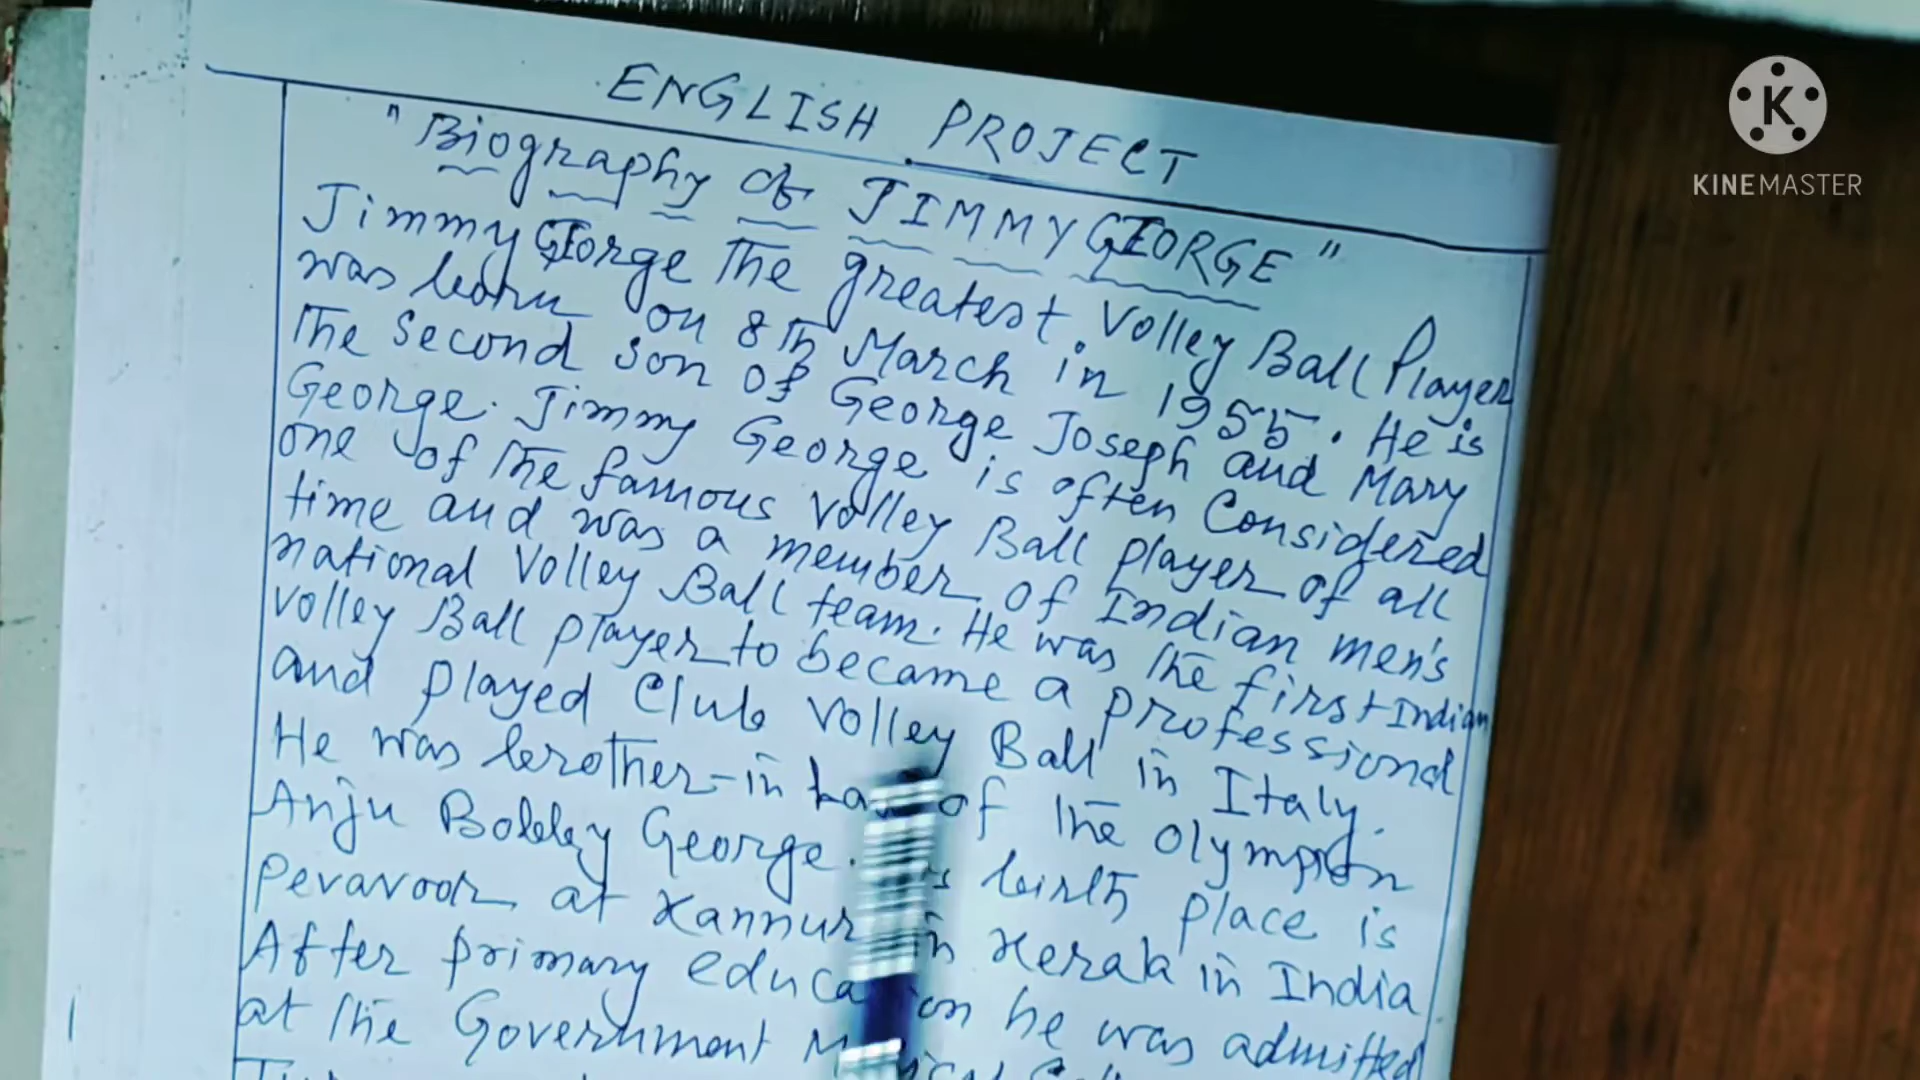 ENGLISH PROJECT
"Biography of JIMMY GEORGE"
Jimmy George The greatest Volley Ball Player
was born on 8th March in 1955. He is
The second son of George Joseph and Mary
George. Jimmy George is often Considered
one of The famous Volley Ball player of all
time and was a member of Indian men's
national Volley Ball team. He was The first Indian
Volley Ball player to became a professional
and played Club Volley Ball in Italy.
He was brother-in of The Olympion
Anju Bobby George. birth place is
Pevavoor at Kannur in Kerala in India
After primary education he was admitted
at The Government
KINEMASTER